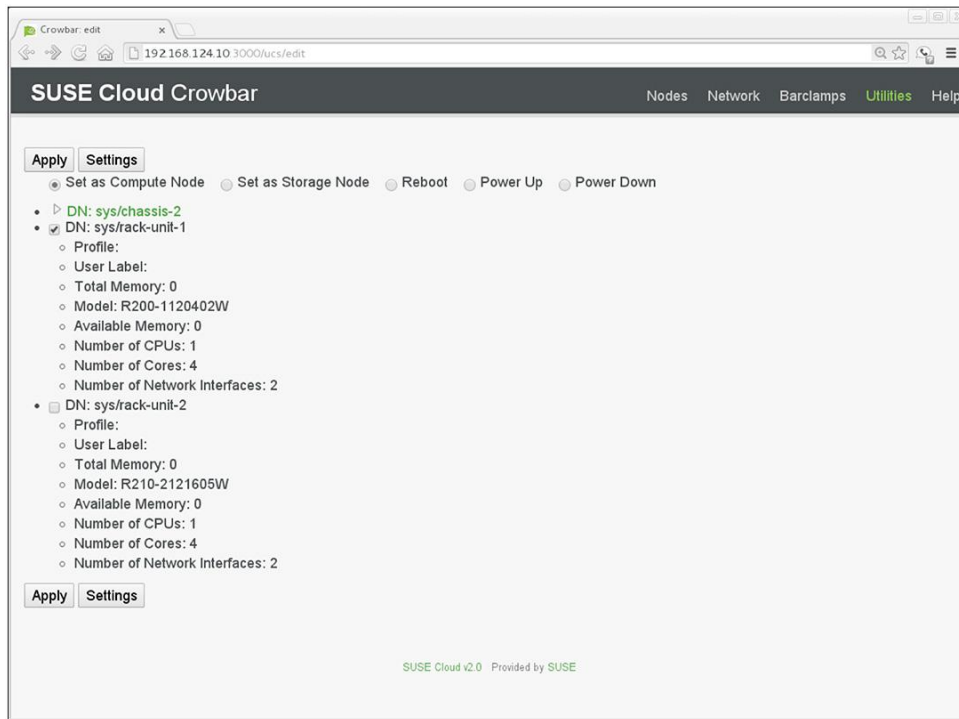 Crowbar: edit
192.168.124.10:3000/ucs/edit
SUSE Cloud Crowbar
Nodes Network Barclamps Utilities Help
Apply Settings
Set as Compute Node Set as Storage Node Reboot Power Up Power Down
DN: sys/chassis-2
DN: sys/rack-unit-1
Profile:
User Label:
Total Memory: 0
Model: R200-1120402W
Available Memory: 0
Number of CPUs: 1
Number of Cores: 4
Number of Network Interfaces: 2
DN: sys/rack-unit-2
Profile:
User Label:
Total Memory: 0
Model: R210-2121605W
Available Memory: 0
Number of CPUs: 1
Number of Cores: 4
Number of Network Interfaces: 2
Apply Settings
SUSE Cloud v2.0 Provided by SUSE